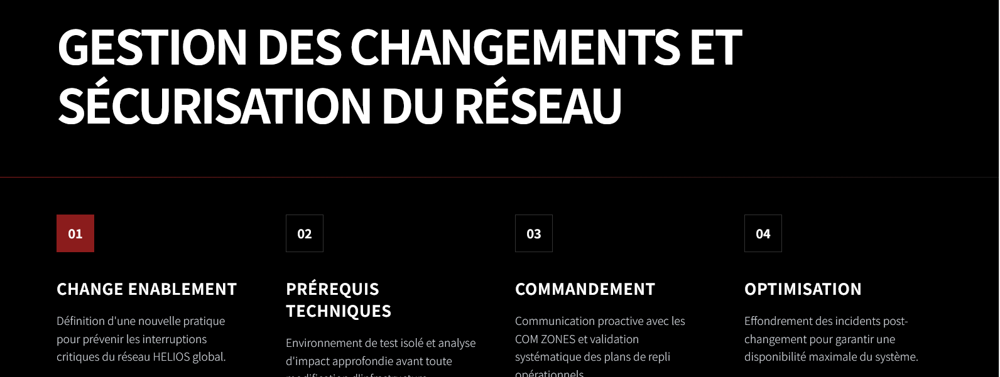 GESTION DES CHANGEMENTS ET
SÉCURISATION DU RÉSEAU
01
CHANGE ENABLEMENT
Définition d'une nouvelle pratique
pour prévenir les interruptions
critiques du réseau HELIOS global.
02
PRÉREQUIS
TECHNIQUES
Environnement de test isolé et analyse
d'impact approfondie avant toute
modification d'infrastructure.
03
COMMANDEMENT
Communication proactive avec les
COM ZONES et validation
systématique des plans de repli
opérationnels.
04
OPTIMISATION
Effondrement des incidents post-
changement pour garantir une
disponibilité maximale du système.